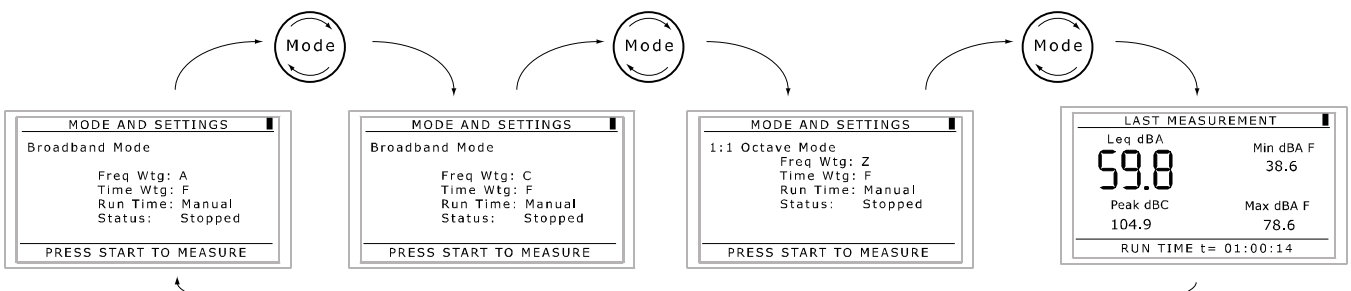 Mode
Mode
Mode
MODE AND SETTINGS
Broadband Mode
Freq Wtg: A
Time Wtg: F
Run Time: Manual
Status: Stopped
PRESS START TO MEASURE
MODE AND SETTINGS
Broadband Mode
Freq Wtg: C
Time Wtg: F
Run Time: Manual
Status: Stopped
PRESS START TO MEASURE
MODE AND SETTINGS
1:1 Octave Mode
Freq Wtg: Z
Time Wtg: F
Run Time: Manual
Status: Stopped
PRESS START TO MEASURE
LAST MEASUREMENT
Leq dBA
59.8
Min dBA F
38.6
Peak dBC
104.9
Max dBA F
78.6
RUN TIME t= 01:00:14